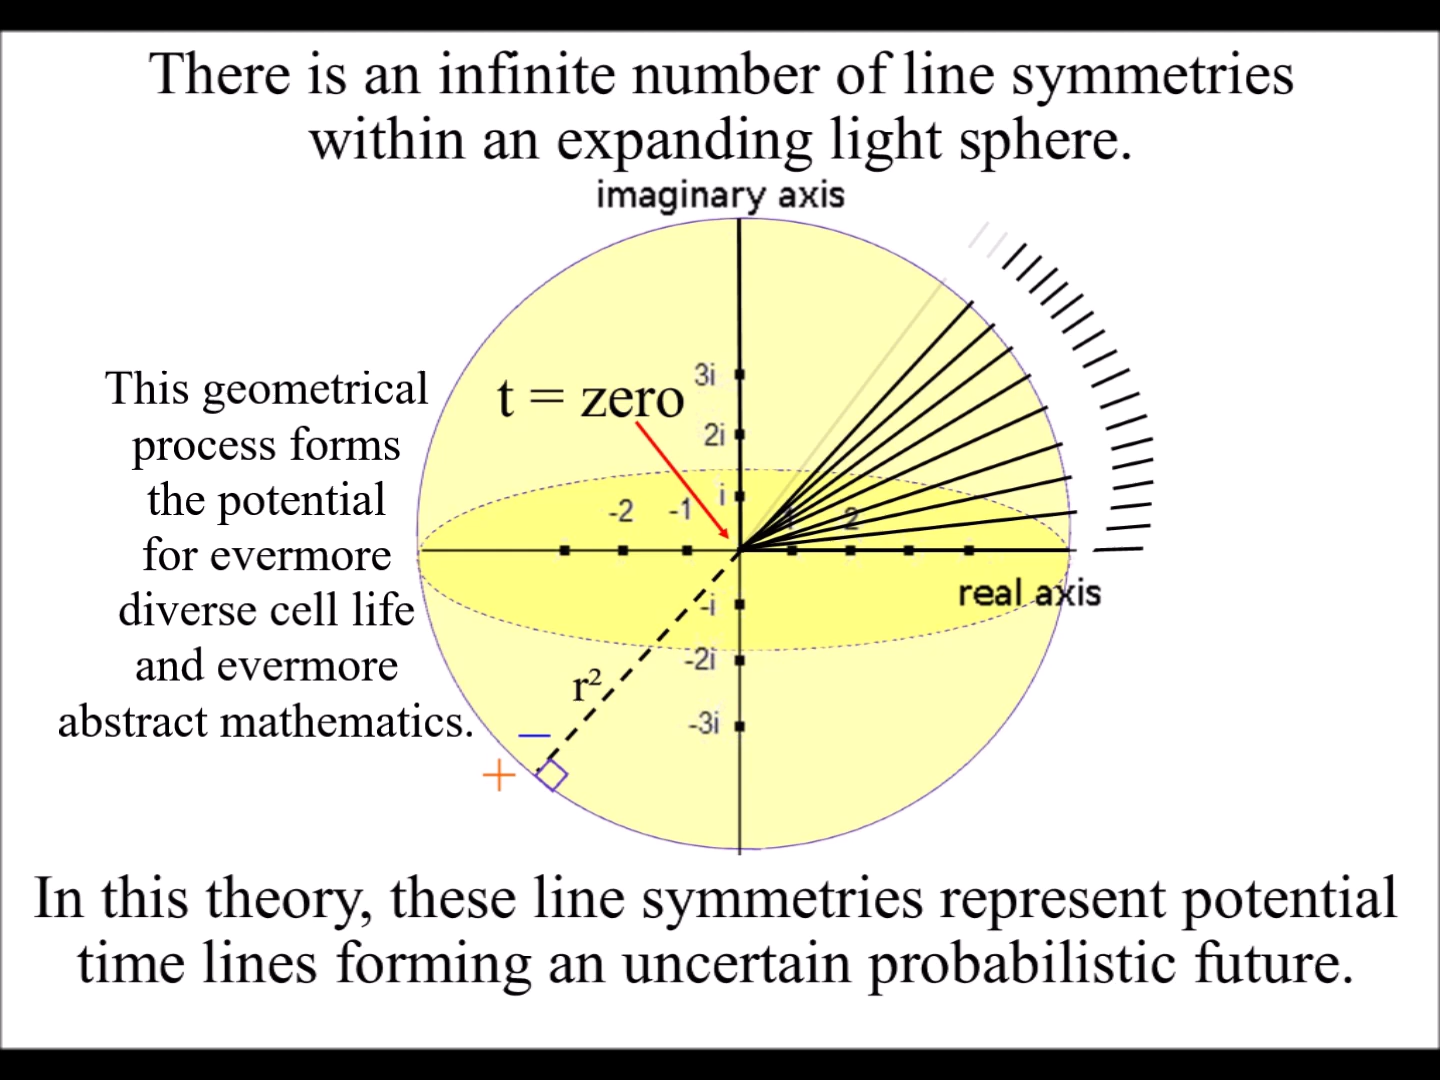 There is an infinite number of line symmetries
within an expanding light sphere.
imaginary axis
This geometrical
process forms
the potential
for evermore
diverse cell life
and evermore
abstract mathematics.
t = zero
3i
2i
i
-2 -1 1 2
real axis
-i
-2i
-3i
r²
−
+
In this theory, these line symmetries represent potential
time lines forming an uncertain probabilistic future.